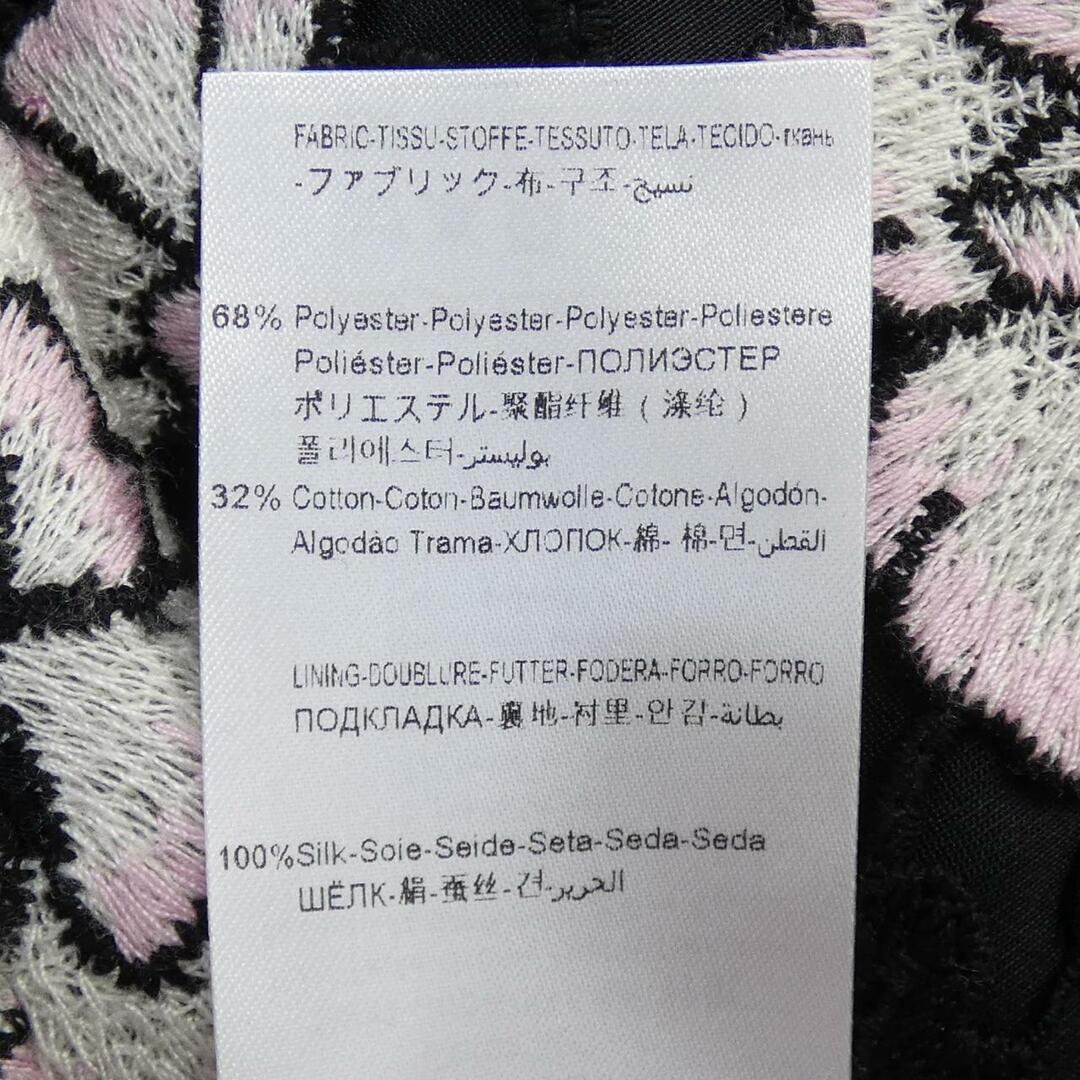 FABRIC-TISSU-STOFFE-TESSUTO-TELA-TECIDO-ткань
-ファブリック-布-구조-نسيج
68% Polyester-Polyester-Polyester-Poliestere
Poliéster-Poliéster-ПОЛИЭСТЕР
ポリエステル-聚酯纤维 ( 涤纶 )
폴리에스터-بوليستر
32% Cotton-Coton-Baumwolle-Cotone-Algodón-
Algodão Trama-ХЛОПОК-綿- 棉-면-القطن
LINING-DOUBLURE-FUTTER-FODERA-FORRO-FORRO
ПОДКЛАДКА-裏地-衬里-안감-بطانة
100%Silk-Soie-Seide-Seta-Seda-Seda
ШЁЛК-絹-蚕丝-견-الحرير